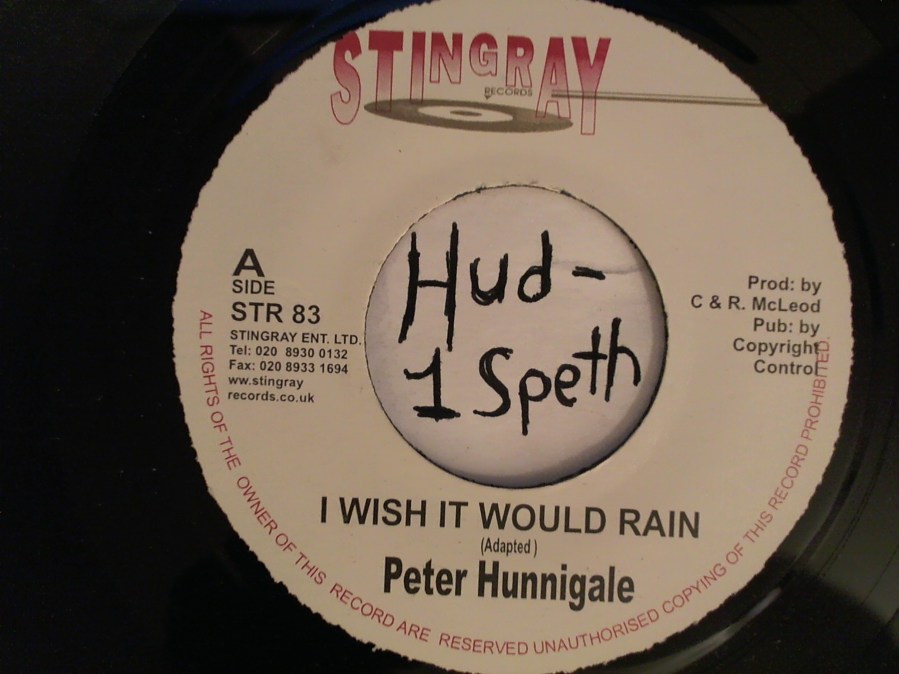 STINGRAY
RECORDS
A
SIDE
STR 83
STINGRAY ENT. LTD.
Tel: 020 8930 0132
Fax: 020 8933 1694
ww.stingray
records.co.uk
Hud-
1 Speth
Prod: by
C & R. McLeod
Pub: by
Copyright
Control
I WISH IT WOULD RAIN
(Adapted)
Peter Hunnigale
ALL RIGHTS OF THE OWNER OF THIS RECORD ARE RESERVED UNAUTHORISED COPYING OF THIS RECORD PROHIBITED.